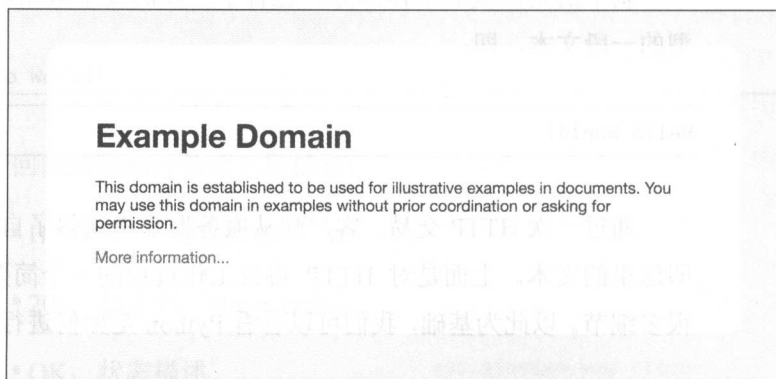 Example Domain
This domain is established to be used for illustrative examples in documents. You
may use this domain in examples without prior coordination or asking for
permission.
More information...